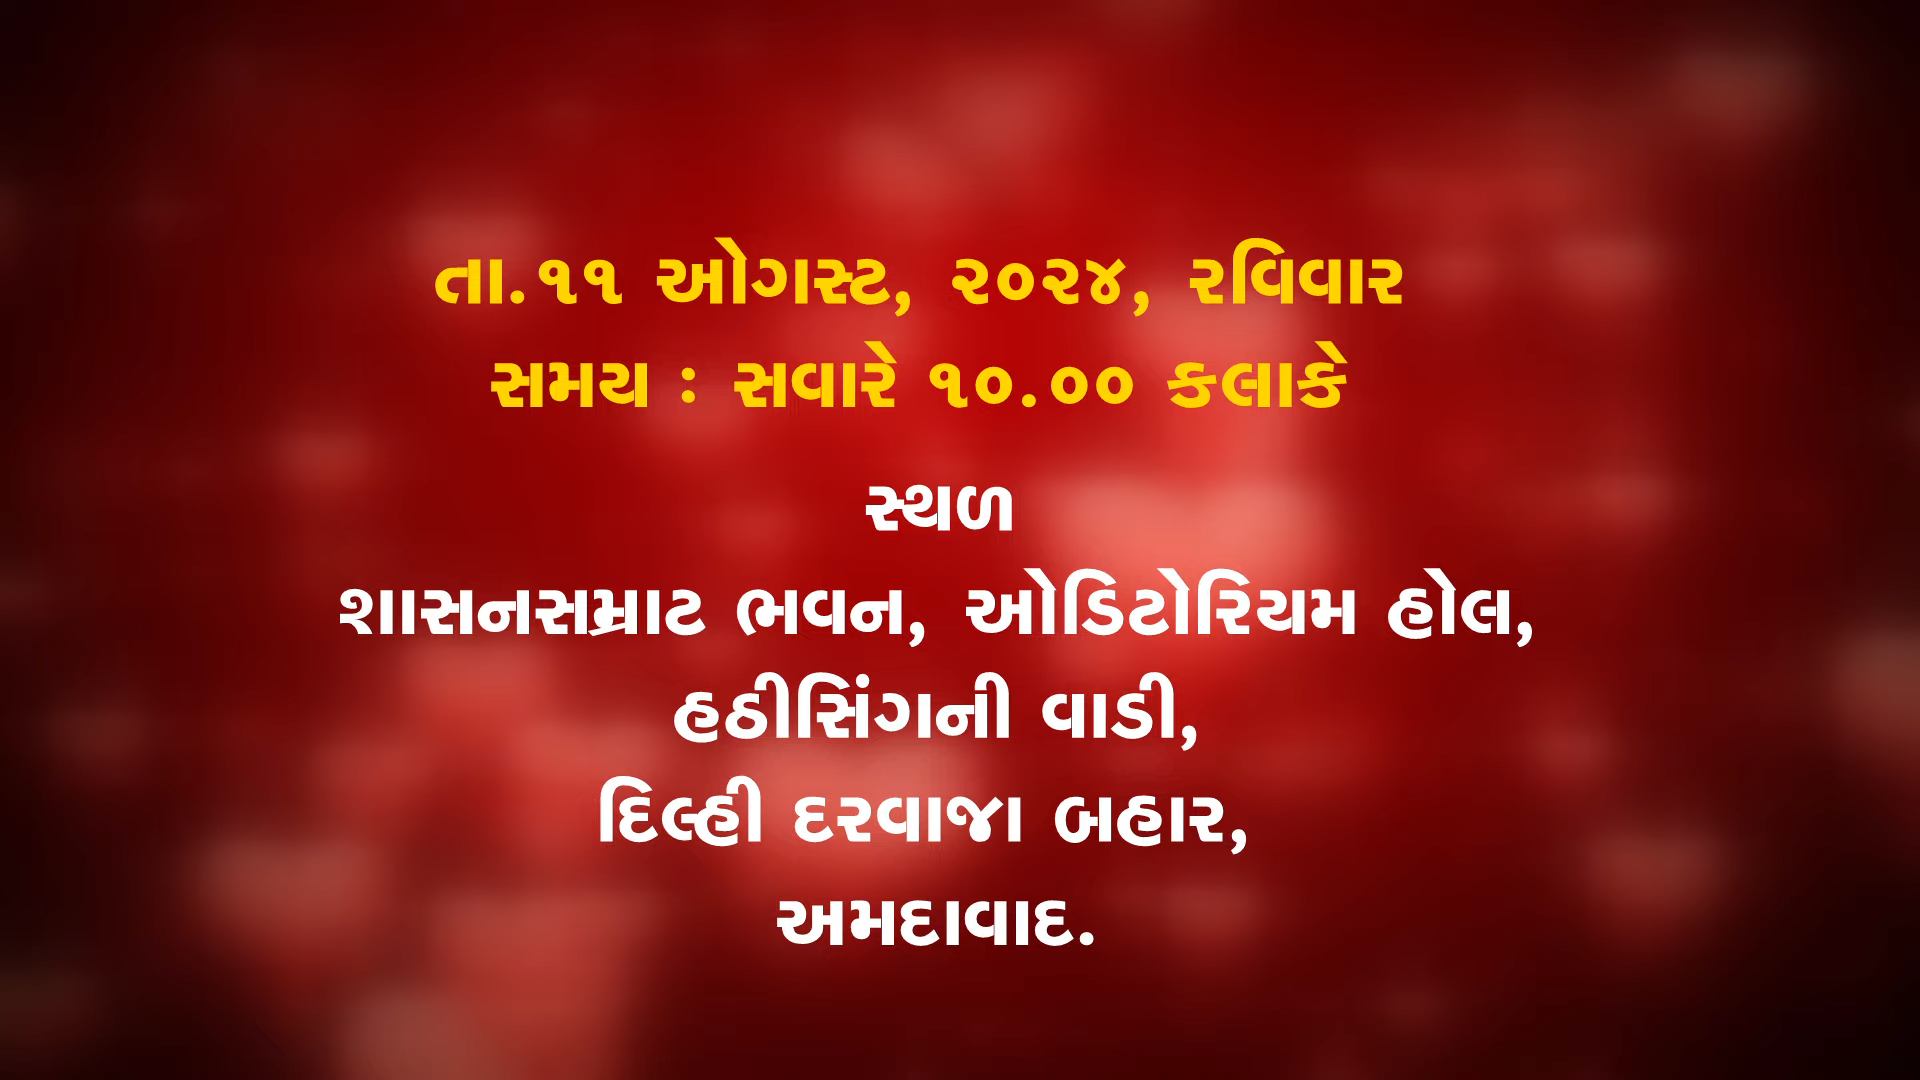 તા.૧૧ ઓગસ્ટ, ૨૦૨૪, રવિવાર
સમય : સવારે ૧૦.૦૦ કલાકે
સ્થળ
શાસનસમ્રાટ ભવન, ઓડિટોરિયમ હોલ,
હઠીસિંગની વાડી,
દિલ્હી દરવાજા બહાર,
અમદાવાદ.